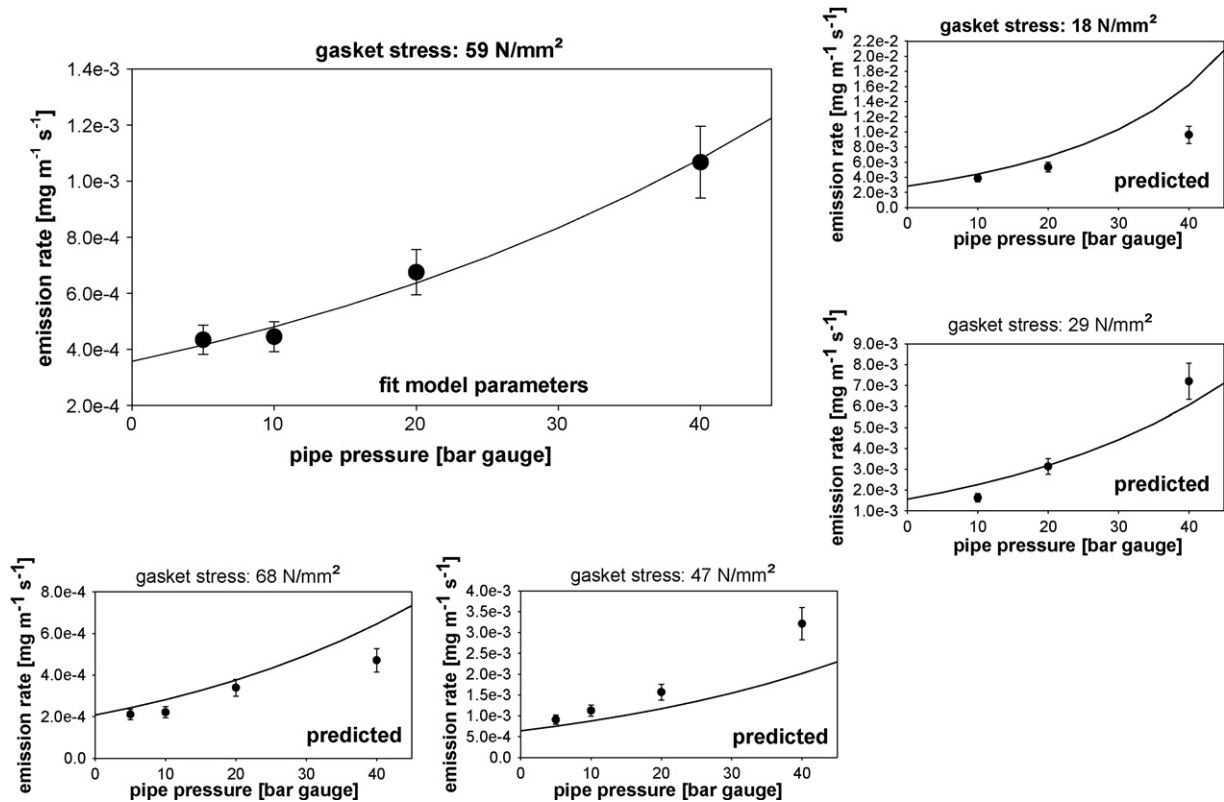 gasket stress: 59 N/mm²
emission rate [mg m⁻¹ s⁻¹]
1.4e-3
1.2e-3
1.0e-3
8.0e-4
6.0e-4
4.0e-4
2.0e-4
fit model parameters
0 10 20 30 40
pipe pressure [bar gauge]
gasket stress: 18 N/mm²
emission rate [mg m⁻¹ s⁻¹]
2.2e-2
2.0e-2
1.8e-2
1.6e-2
1.4e-2
1.2e-2
1.0e-2
8.0e-3
6.0e-3
4.0e-3
2.0e-3
0.0
predicted
0 10 20 30 40
pipe pressure [bar gauge]
gasket stress: 29 N/mm²
emission rate [mg m⁻¹ s⁻¹]
9.0e-3
8.0e-3
7.0e-3
6.0e-3
5.0e-3
4.0e-3
3.0e-3
2.0e-3
1.0e-3
predicted
0 10 20 30 40
pipe pressure [bar gauge]
gasket stress: 68 N/mm²
emission rate [mg m⁻¹ s⁻¹]
8.0e-4
6.0e-4
4.0e-4
2.0e-4
0.0
predicted
0 10 20 30 40
pipe pressure [bar gauge]
gasket stress: 47 N/mm²
emission rate [mg m⁻¹ s⁻¹]
4.0e-3
3.5e-3
3.0e-3
2.5e-3
2.0e-3
1.5e-3
1.0e-3
5.0e-4
0.0
predicted
0 10 20 30 40
pipe pressure [bar gauge]